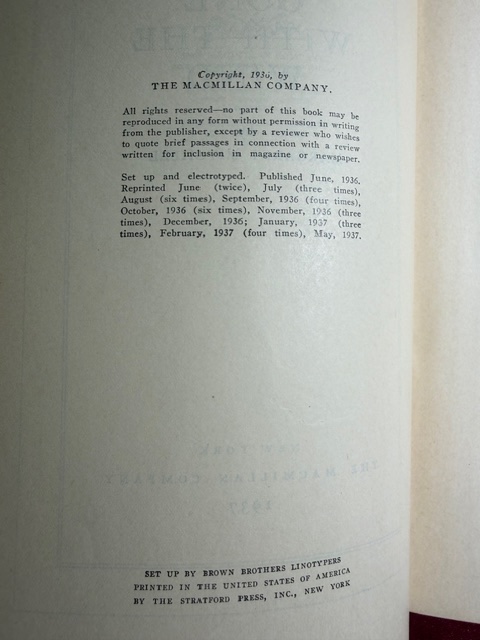 Copyright, 1936, by
THE MACMILLAN COMPANY.
All rights reserved—no part of this book may be
reproduced in any form without permission in writing
from the publisher, except by a reviewer who wishes
to quote brief passages in connection with a review
written for inclusion in magazine or newspaper.
Set up and electrotyped. Published June, 1936.
Reprinted June (twice), July (three times),
August (six times), September, 1936 (four times),
October, 1936 (six times), November, 1936 (three
times), December, 1936; January, 1937 (three
times), February, 1937 (four times), May, 1937.
SET UP BY BROWN BROTHERS LINOTYPERS
PRINTED IN THE UNITED STATES OF AMERICA
BY THE STRATFORD PRESS, INC., NEW YORK